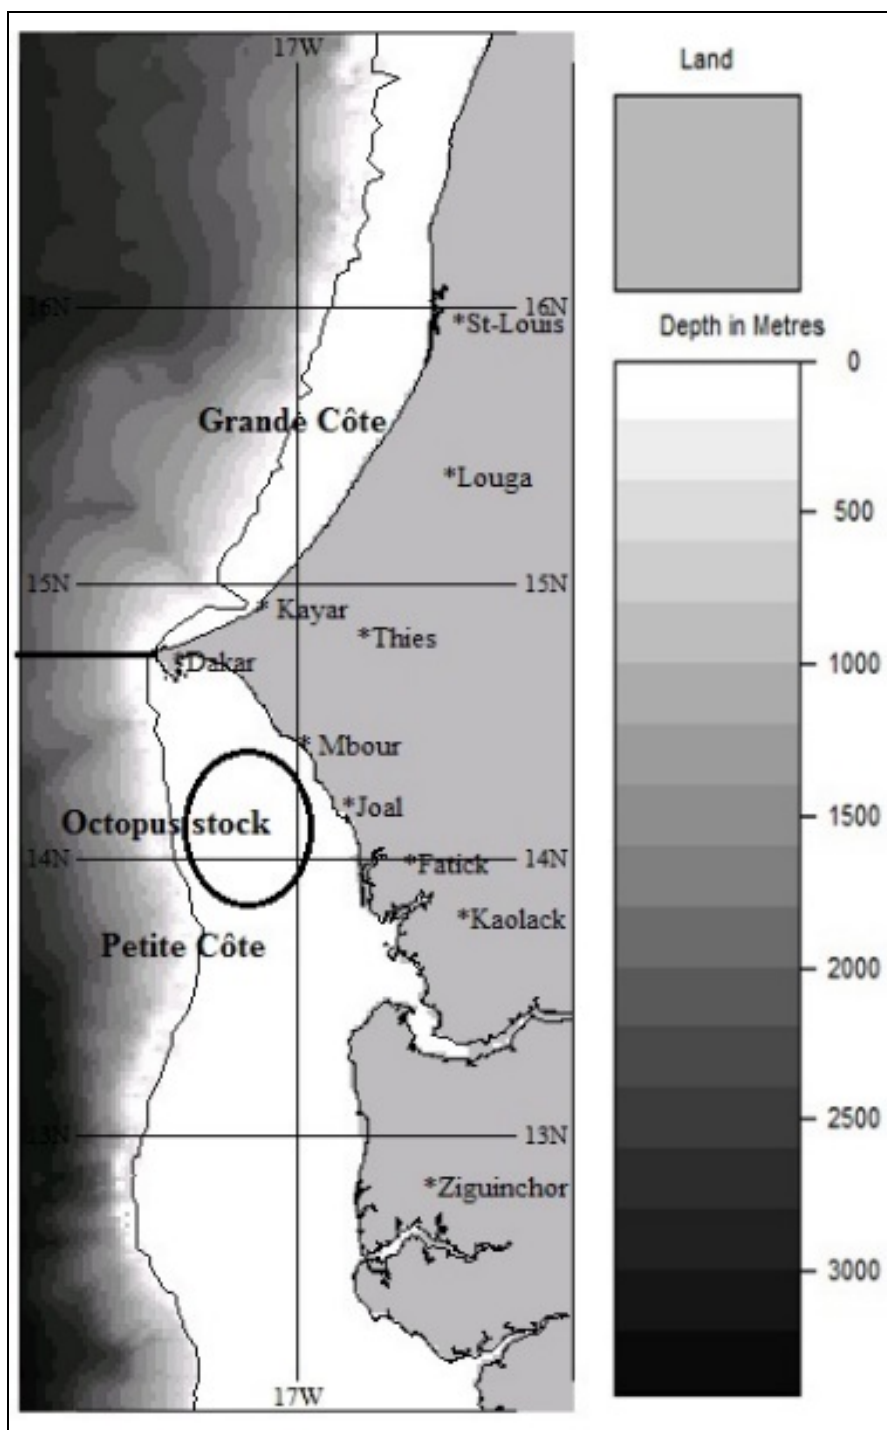 17W
Land
16N
16N
*St-Louis
Depth in Metres
0
Grande Côte
*Louga
500
15N
15N
* Kayar
*Thies
*Dakar
1000
* Mbour
*Joal
Octopus stock
1500
14N
14N
*Fatick
*Kaolack
Petite Côte
2000
13N
13N
2500
*Ziguinchor
3000
17W